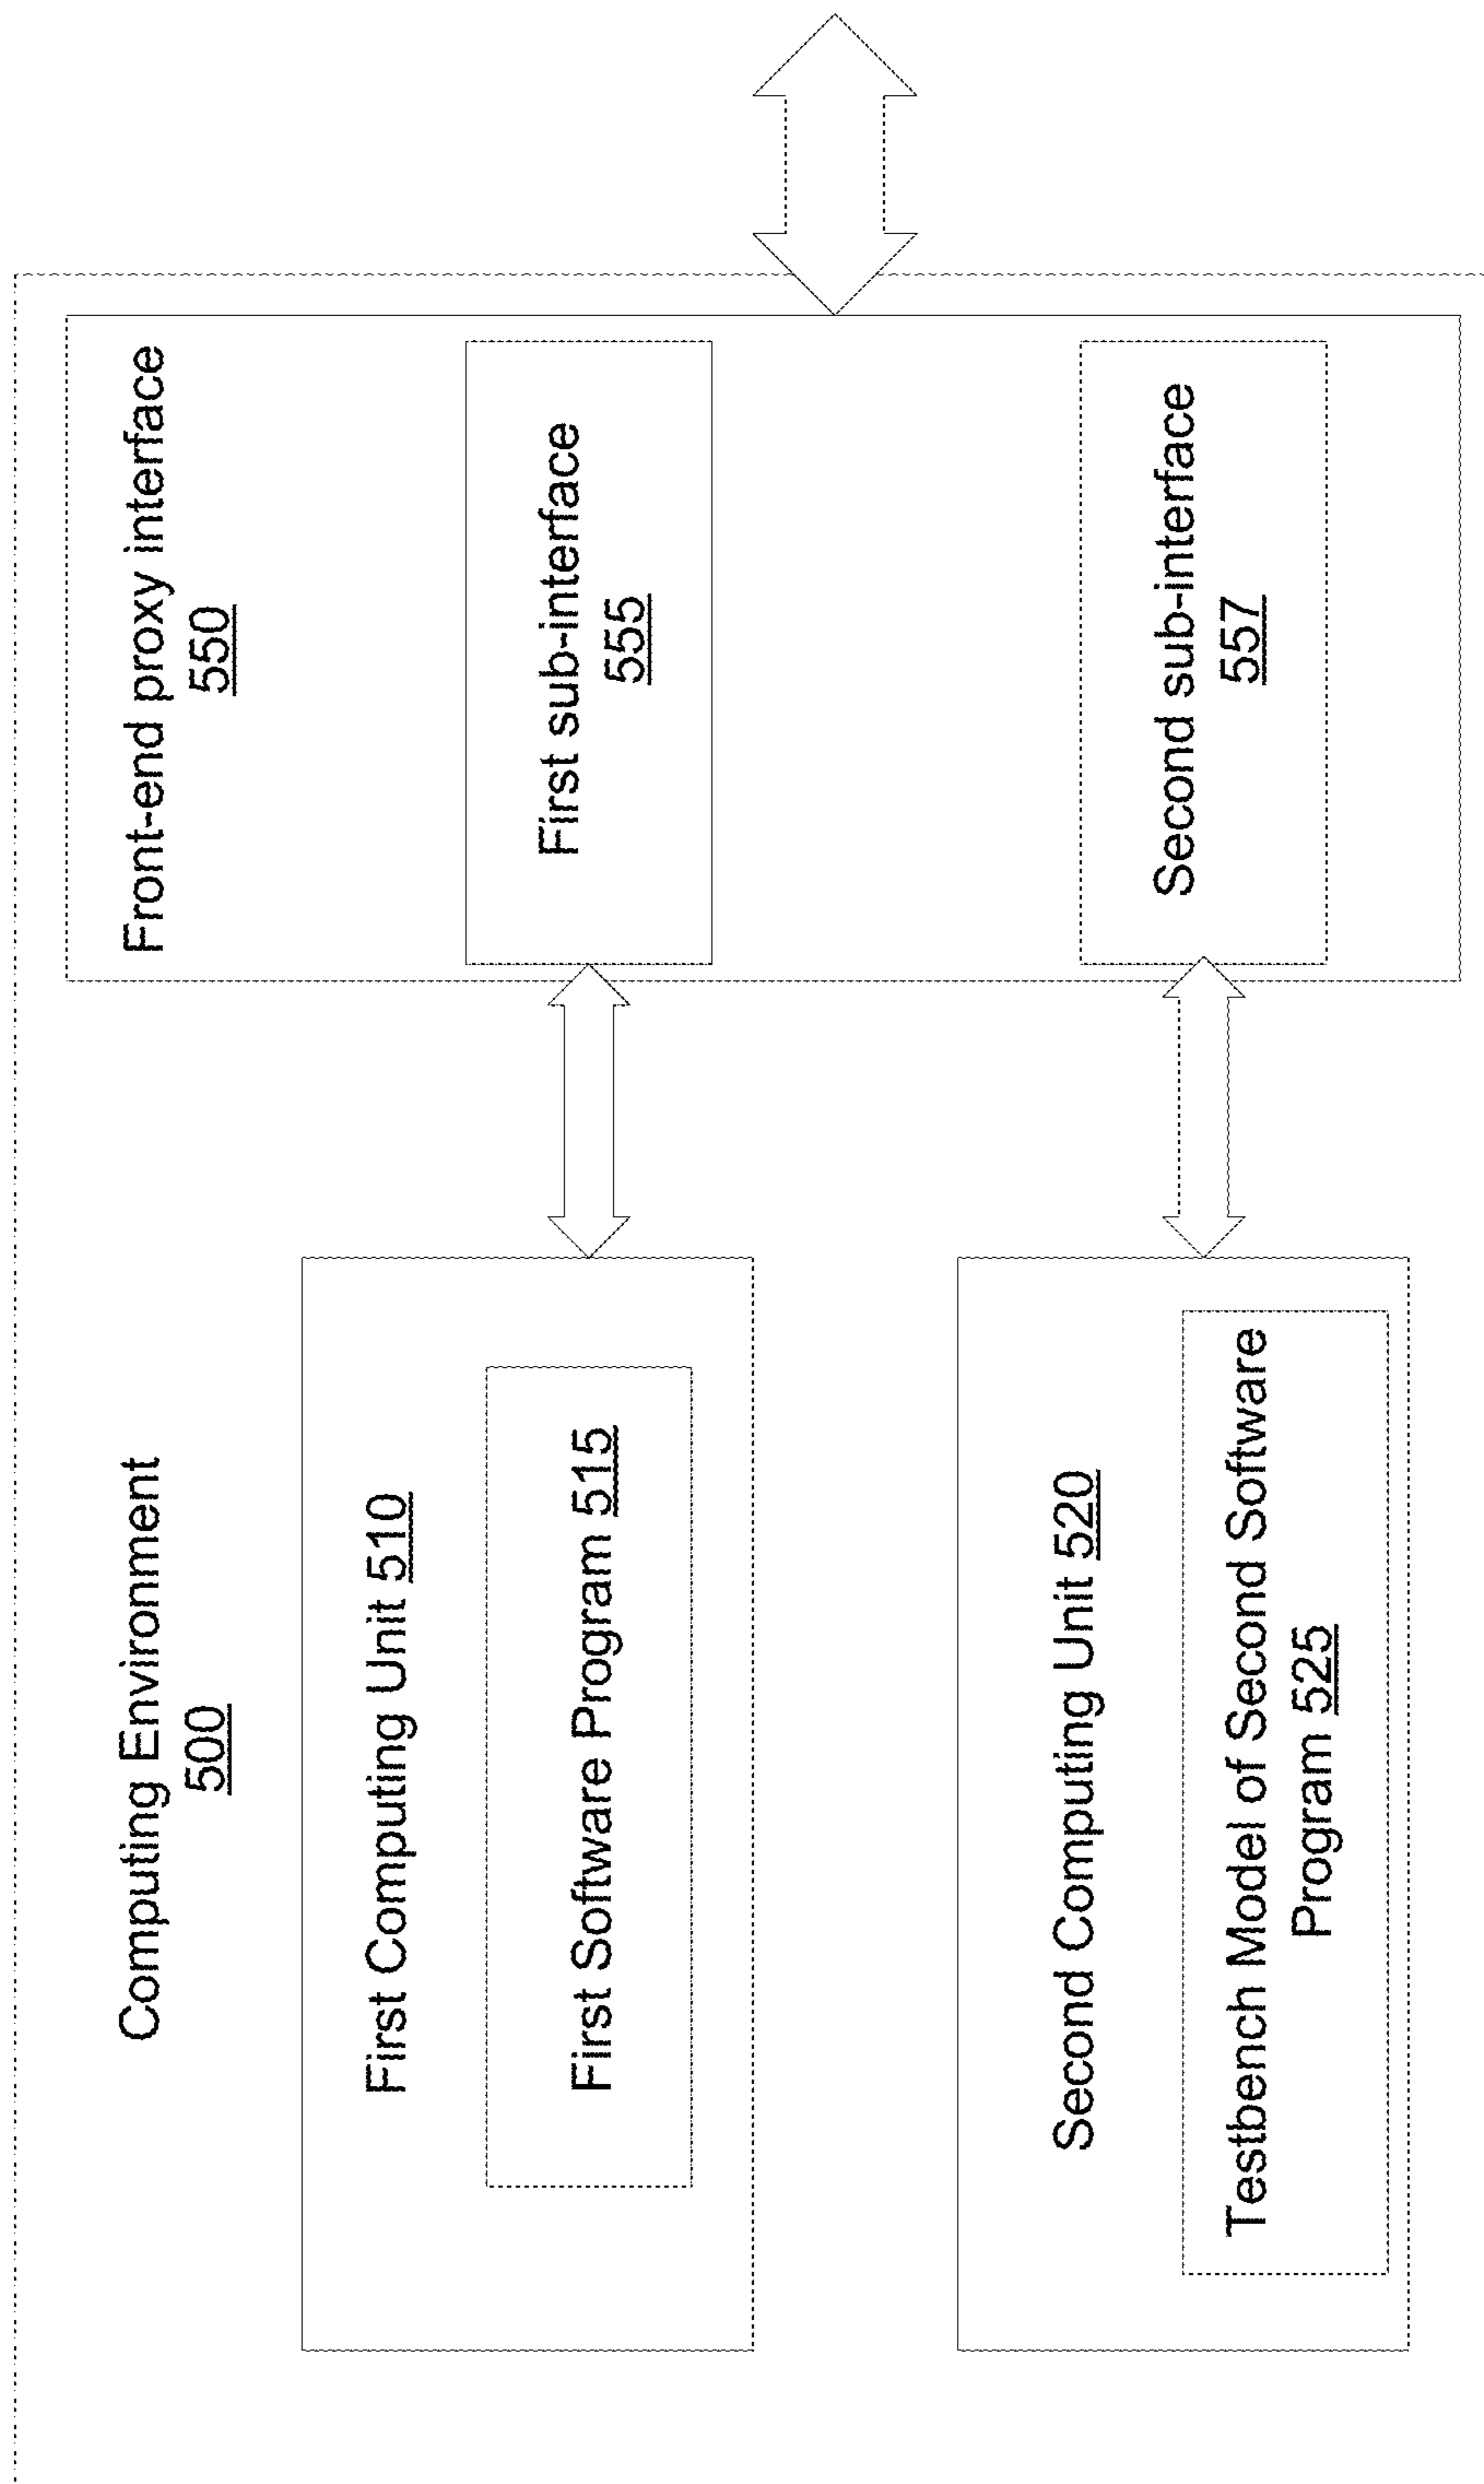 Computing Environment
500
First Computing Unit 510
First Software Program 515
Second Computing Unit 520
Testbench Model of Second Software
Program 525
Front-end proxy interface
550
First sub-interface
555
Second sub-interface
557